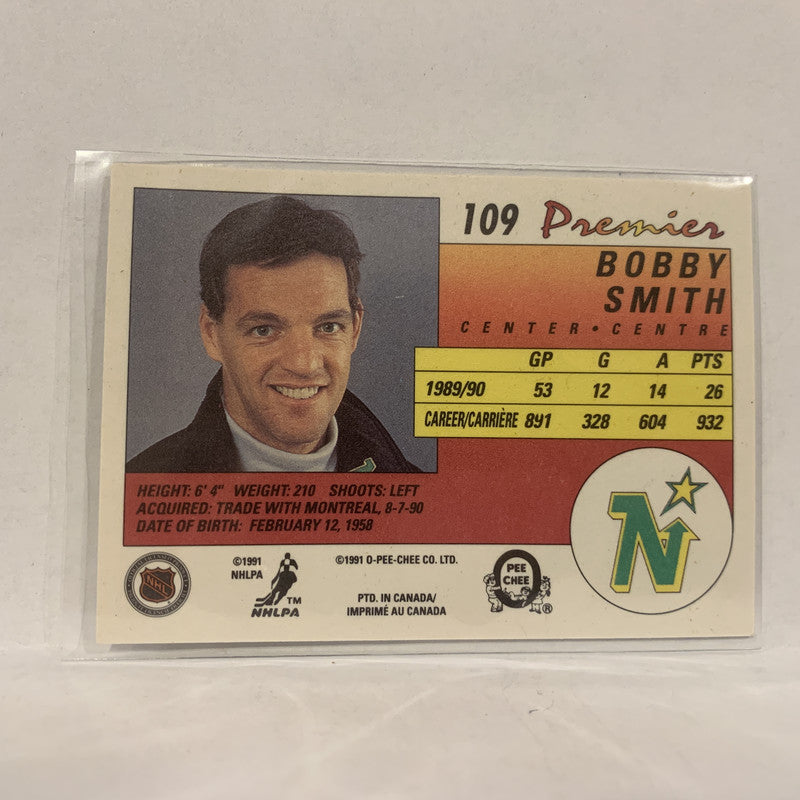 109 Premier
BOBBY
SMITH
CENTER•CENTRE
GP G A PTS
1989/90 53 12 14 26
CAREER/CARRIÈRE 891 328 604 932
HEIGHT: 6' 4" WEIGHT: 210 SHOOTS: LEFT
ACQUIRED: TRADE WITH MONTREAL, 8-7-90
DATE OF BIRTH: FEBRUARY 12, 1958
N
NHL
©1991
NHLPA
TM
NHLPA
©1991 O-PEE-CHEE CO. LTD.
PTD. IN CANADA/
IMPRIMÉ AU CANADA
O
PEE
CHEE
®